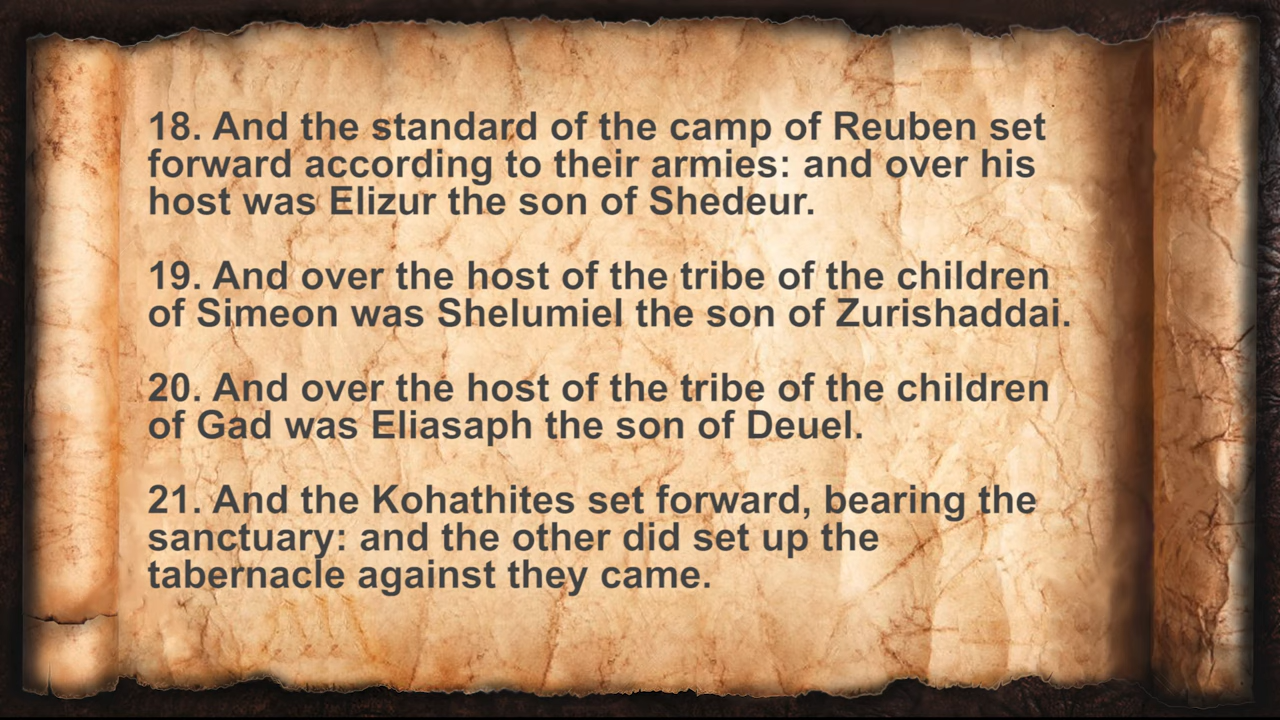 18. And the standard of the camp of Reuben set
forward according to their armies: and over his
host was Elizur the son of Shedeur.
19. And over the host of the tribe of the children
of Simeon was Shelumiel the son of Zurishaddai.
20. And over the host of the tribe of the children
of Gad was Eliasaph the son of Deuel.
21. And the Kohathites set forward, bearing the
sanctuary: and the other did set up the
tabernacle against they came.